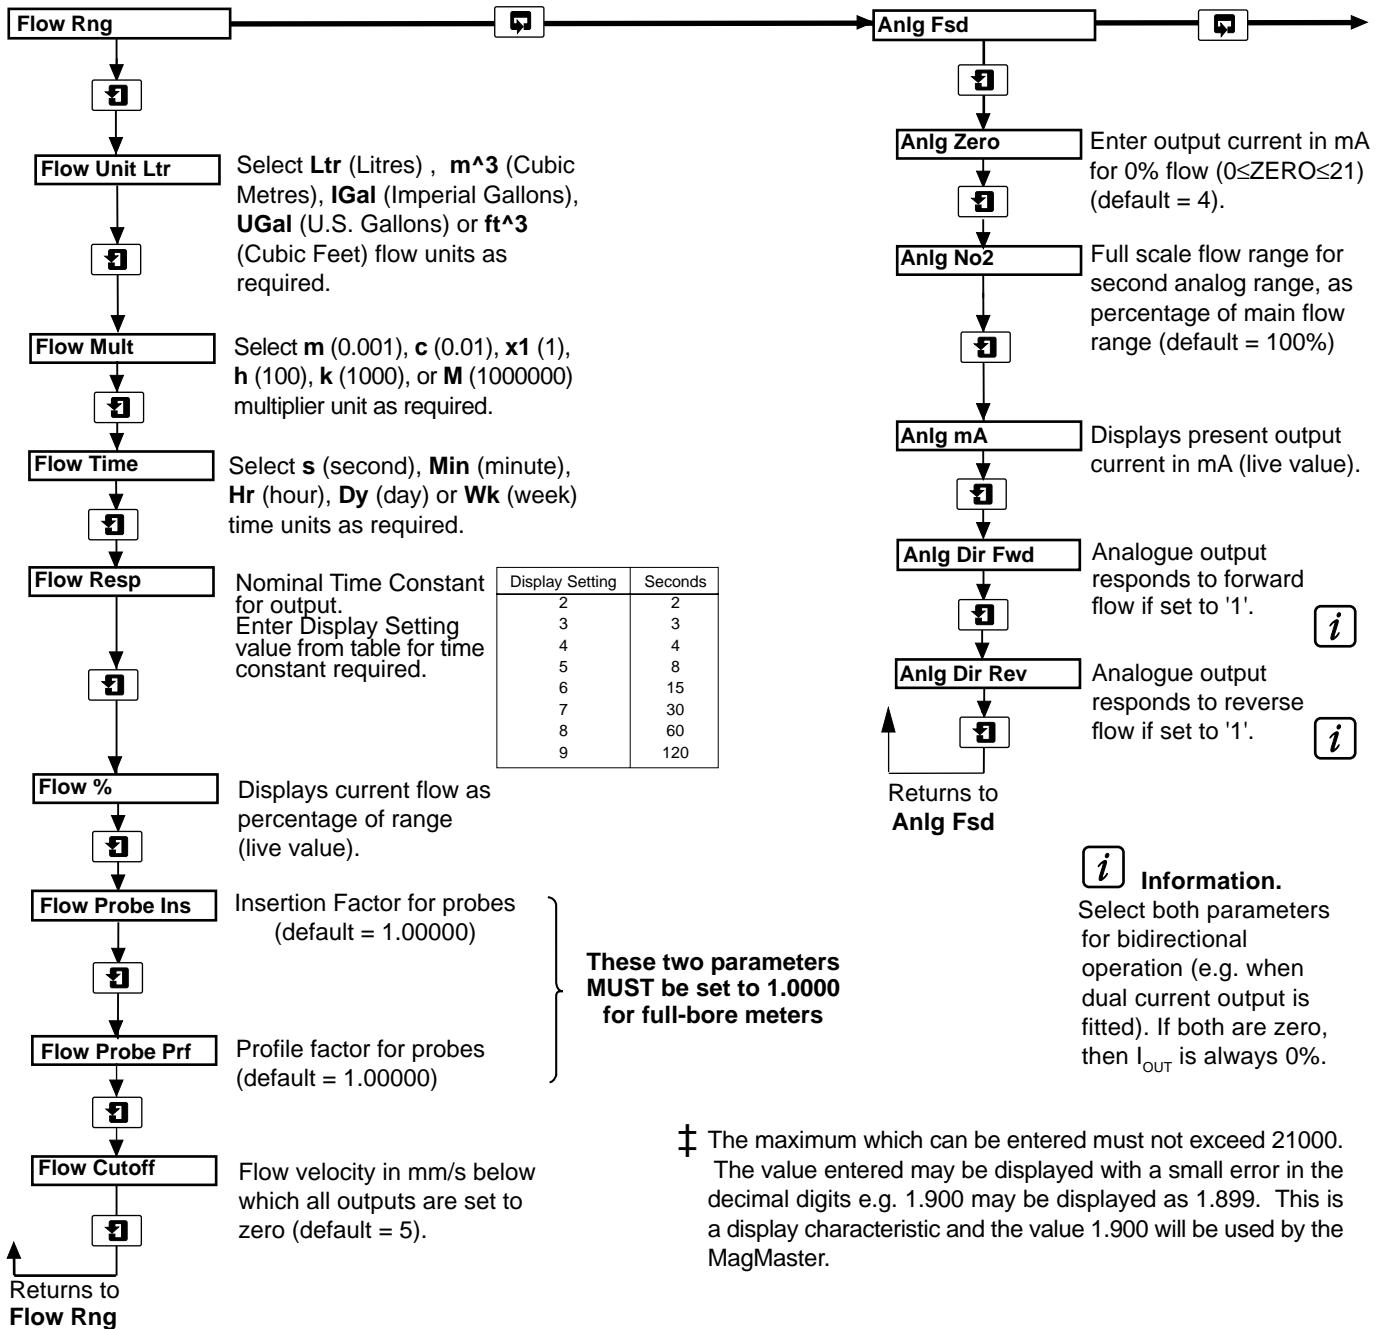 Flow Rng
Flow Unit Ltr
Select Ltr (Litres) , m^3 (Cubic
Metres), IGal (Imperial Gallons),
UGal (U.S. Gallons) or ft^3
(Cubic Feet) flow units as
required.
Flow Mult
Select m (0.001), c (0.01), x1 (1),
h (100), k (1000), or M (1000000)
multiplier unit as required.
Flow Time
Select s (second), Min (minute),
Hr (hour), Dy (day) or Wk (week)
time units as required.
Flow Resp
Nominal Time Constant
for output.
Enter Display Setting
value from table for time
constant required.
Display Setting Seconds
2 2
3 3
4 4
5 8
6 15
7 30
8 60
9 120
Flow %
Displays current flow as
percentage of range
(live value).
Flow Probe Ins
Insertion Factor for probes
(default = 1.00000)
These two parameters
MUST be set to 1.0000
for full-bore meters
Flow Probe Prf
Profile factor for probes
(default = 1.00000)
Flow Cutoff
Flow velocity in mm/s below
which all outputs are set to
zero (default = 5).
Returns to
Flow Rng
Anlg Fsd
Anlg Zero
Enter output current in mA
for 0% flow (0≤ZERO≤21)
(default = 4).
Anlg No2
Full scale flow range for
second analog range, as
percentage of main flow
range (default = 100%)
Anlg mA
Displays present output
current in mA (live value).
Anlg Dir Fwd
Analogue output
responds to forward
flow if set to '1'.
i
Anlg Dir Rev
Analogue output
responds to reverse
flow if set to '1'.
i
Returns to
Anlg Fsd
i Information.
Select both parameters
for bidirectional
operation (e.g. when
dual current output is
fitted). If both are zero,
then IOUT is always 0%.
‡ The maximum which can be entered must not exceed 21000.
The value entered may be displayed with a small error in the
decimal digits e.g. 1.900 may be displayed as 1.899. This is
a display characteristic and the value 1.900 will be used by the
MagMaster.